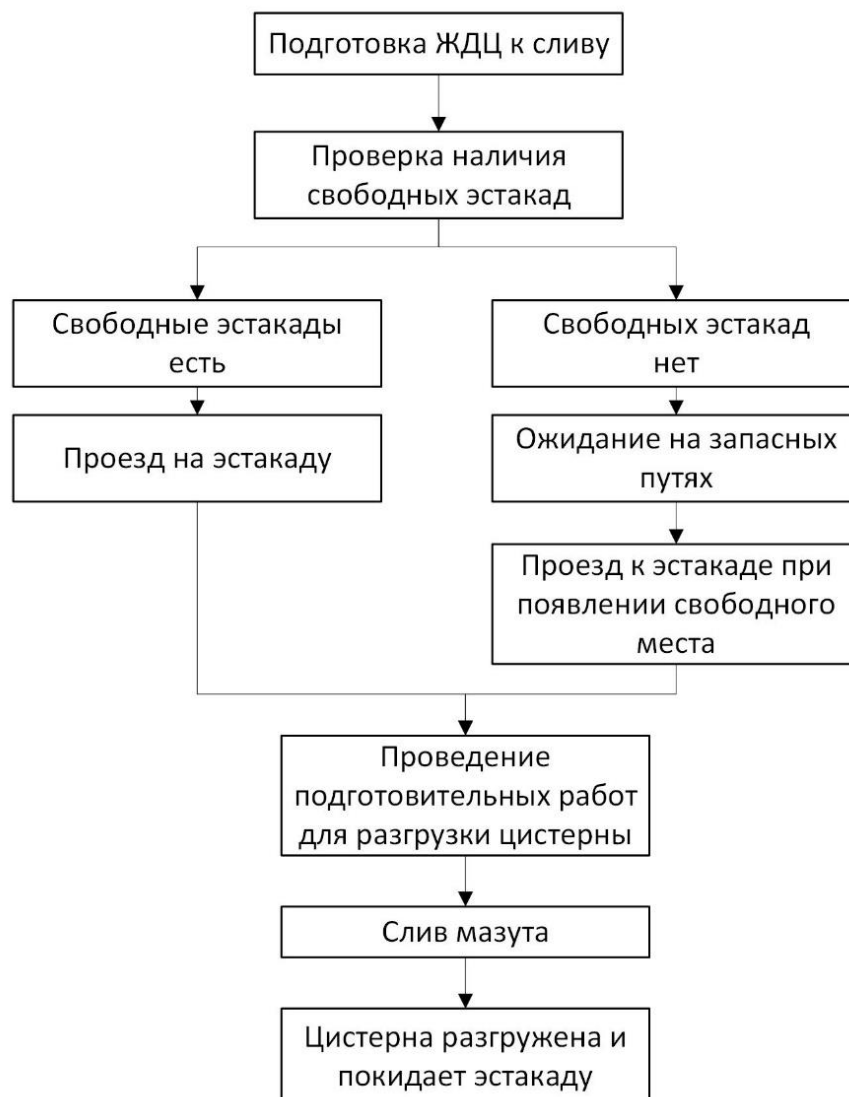 Подготовка ЖДЦ к сливу
Проверка наличия
свободных эстакад
Свободные эстакады
есть
Свободных эстакад
нет
Проезд на эстакаду
Ожидание на запасных
путях
Проезд к эстакаде при
появлении свободного
места
Проведение
подготовительных работ
для разгрузки цистерны
Слив мазута
Цистерна разгружена и
покидает эстакаду